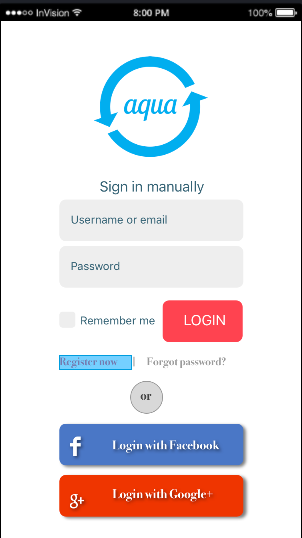 InVision 8:00 PM 100%
aqua
Sign in manually
Username or email
Password
Remember me LOGIN
Register now | Forgot password?
or
f Login with Facebook
g+ Login with Google+